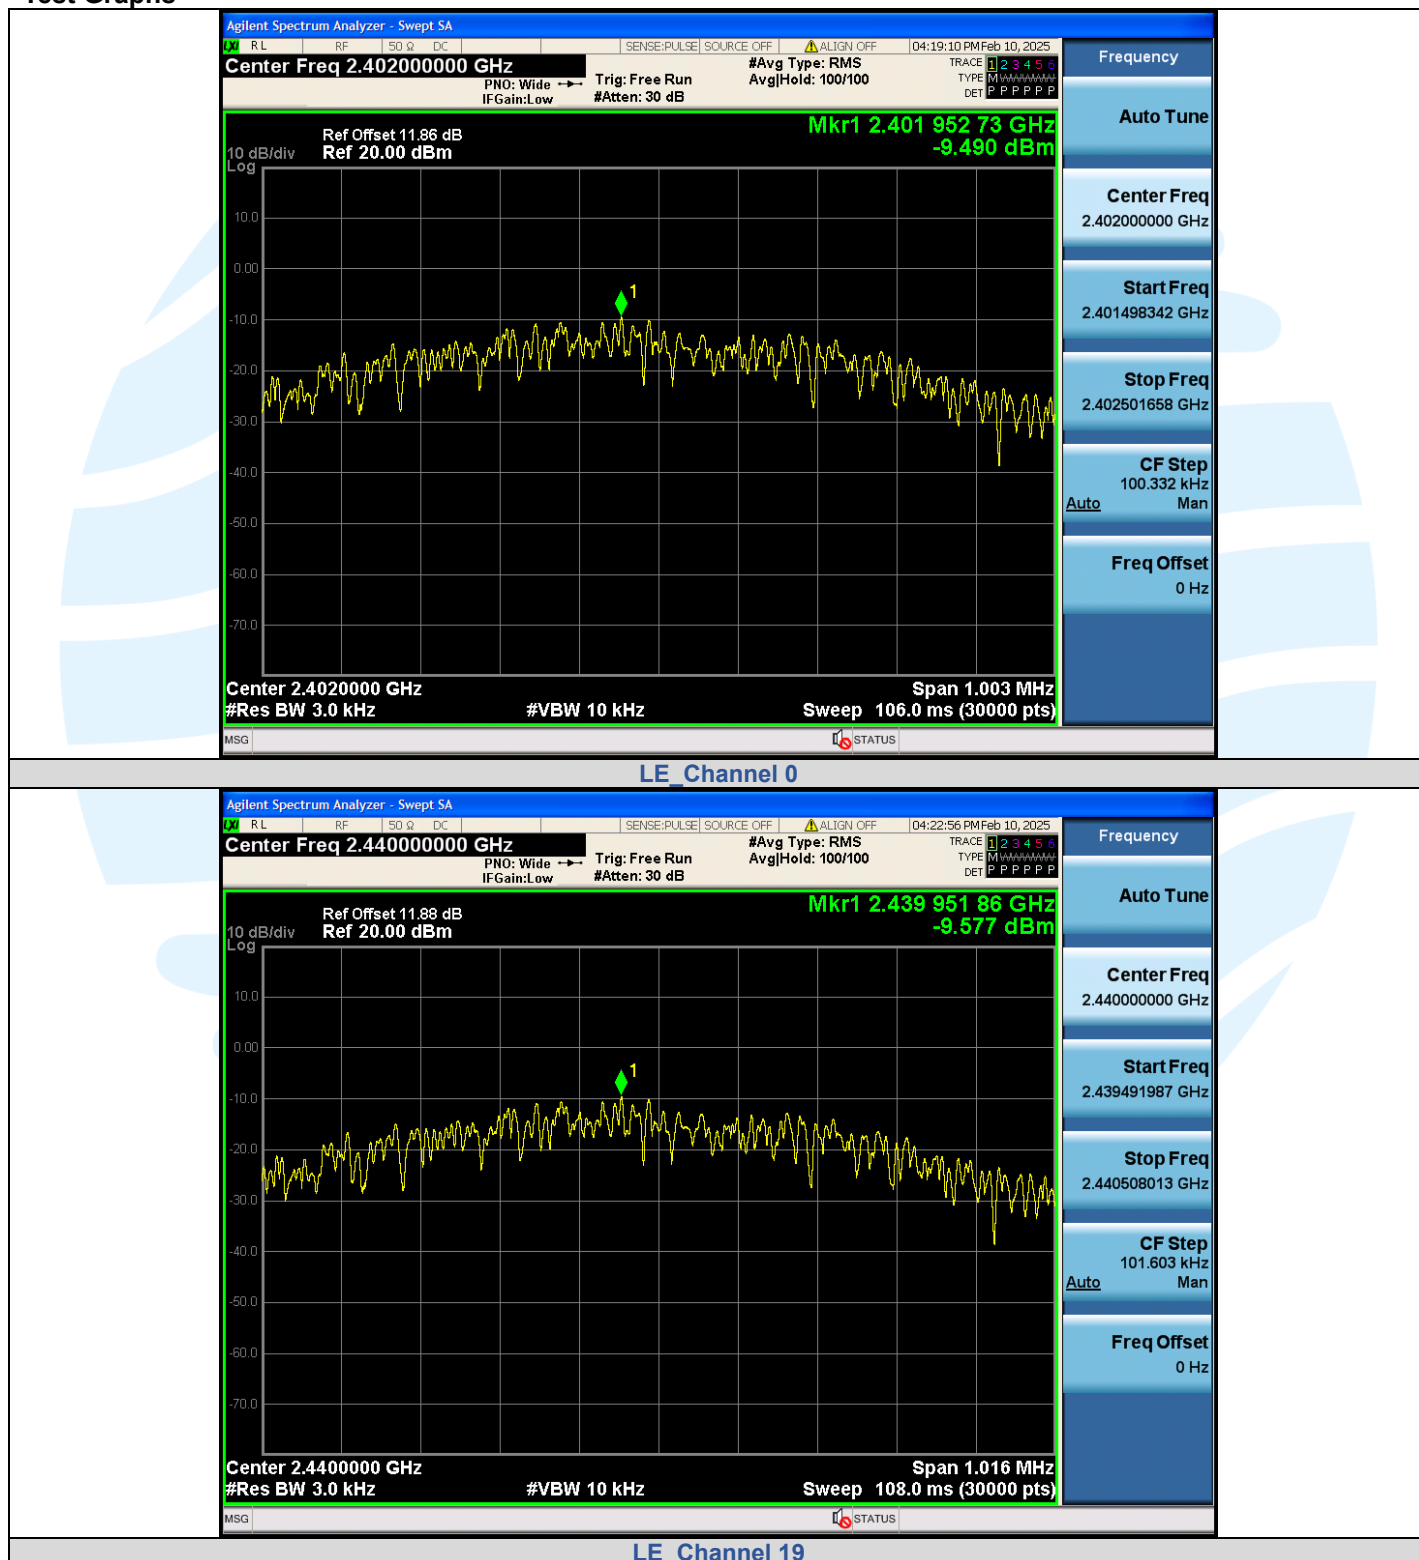 Test Graphs
Agilent Spectrum Analyzer - Swept SA
LXI RL RF 50 Ω DC SENSE:PULSE SOURCE OFF ALIGN OFF 04:19:10 PM Feb 10, 2025
Center Freq 2.402000000 GHz
PNO: Wide
IFGain:Low
Trig: Free Run
#Atten: 30 dB
#Avg Type: RMS
Avg|Hold: 100/100
TRACE 1 2 3 4 5 6
TYPE M
DET P P P P P P
Mkr1 2.401 952 73 GHz
-9.490 dBm
Ref Offset 11.86 dB
10 dB/div Ref 20.00 dBm
Log
10.0
0.00
1
-10.0
-20.0
-30.0
-40.0
-50.0
-60.0
-70.0
Center 2.4020000 GHz Span 1.003 MHz
#Res BW 3.0 kHz #VBW 10 kHz Sweep 106.0 ms (30000 pts)
MSG STATUS
Frequency
Auto Tune
Center Freq
2.402000000 GHz
Start Freq
2.401498342 GHz
Stop Freq
2.402501658 GHz
CF Step
100.332 kHz
Auto Man
Freq Offset
0 Hz
LE_Channel 0
Agilent Spectrum Analyzer - Swept SA
LXI RL RF 50 Ω DC SENSE:PULSE SOURCE OFF ALIGN OFF 04:22:56 PM Feb 10, 2025
Center Freq 2.440000000 GHz
PNO: Wide
IFGain:Low
Trig: Free Run
#Atten: 30 dB
#Avg Type: RMS
Avg|Hold: 100/100
TRACE 1 2 3 4 5 6
TYPE M
DET P P P P P P
Mkr1 2.439 951 86 GHz
-9.577 dBm
Ref Offset 11.88 dB
10 dB/div Ref 20.00 dBm
Log
10.0
0.00
1
-10.0
-20.0
-30.0
-40.0
-50.0
-60.0
-70.0
Center 2.4400000 GHz Span 1.016 MHz
#Res BW 3.0 kHz #VBW 10 kHz Sweep 108.0 ms (30000 pts)
MSG STATUS
Frequency
Auto Tune
Center Freq
2.440000000 GHz
Start Freq
2.439491987 GHz
Stop Freq
2.440508013 GHz
CF Step
101.603 kHz
Auto Man
Freq Offset
0 Hz
LE_Channel 19